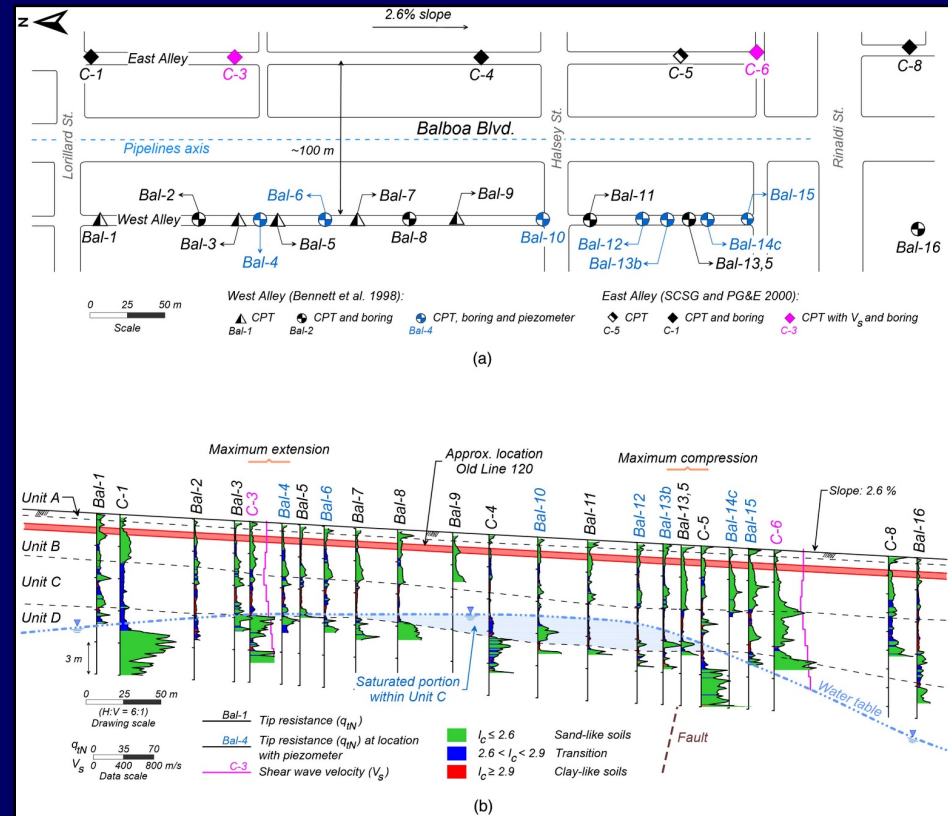 N
2.6% slope
East Alley
C-1
C-3
C-4
C-5
C-6
C-8
Lorillard St.
Balboa Blvd.
Halsey St.
Rinaldi St.
Pipelines axis
~100 m
Bal-2
Bal-6
Bal-7
Bal-9
Bal-11
Bal-15
West Alley
Bal-1
Bal-3
Bal-4
Bal-5
Bal-8
Bal-10
Bal-12
Bal-13b
Bal-13,5
Bal-14c
Bal-16
0 25 50 m
Scale
West Alley (Bennett et al. 1998):
CPT
Bal-1
CPT and boring
Bal-2
CPT, boring and piezometer
Bal-4
East Alley (SCSG and PG&E 2000):
CPT
C-5
CPT and boring
C-1
CPT with Vs and boring
C-3
(a)
Maximum extension
Approx. location
Old Line 120
Maximum compression
Slope: 2.6 %
Unit A
Unit B
Unit C
Unit D
Bal-1
C-1
Bal-2
Bal-3
C-3
Bal-4
Bal-5
Bal-6
Bal-7
Bal-8
Bal-9
C-4
Bal-10
Bal-11
Bal-12
Bal-13b
Bal-13,5
C-5
Bal-14c
Bal-15
C-6
C-8
Bal-16
3 m
Saturated portion
within Unit C
Water table
Fault
0 25 50 m
(H:V = 6:1)
Drawing scale
qtN 0 35 70
Vs 0 400 800 m/s
Data scale
Bal-1 Tip resistance (qtN)
Bal-4 Tip resistance (qtN) at location
with piezometer
C-3 Shear wave velocity (Vs)
Ic ≤ 2.6 Sand-like soils
2.6 < Ic < 2.9 Transition
Ic ≥ 2.9 Clay-like soils
(b)